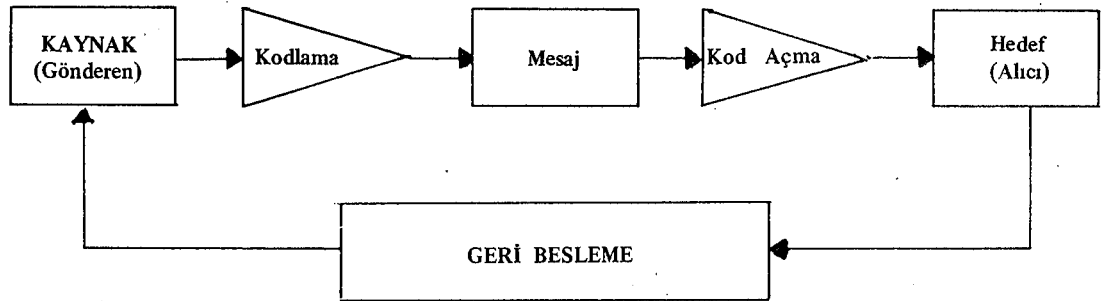 KAYNAK
(Gönderen)
Kodlama
Mesaj
Kod Açma
Hedef
(Alıcı)
GERİ BESLEME